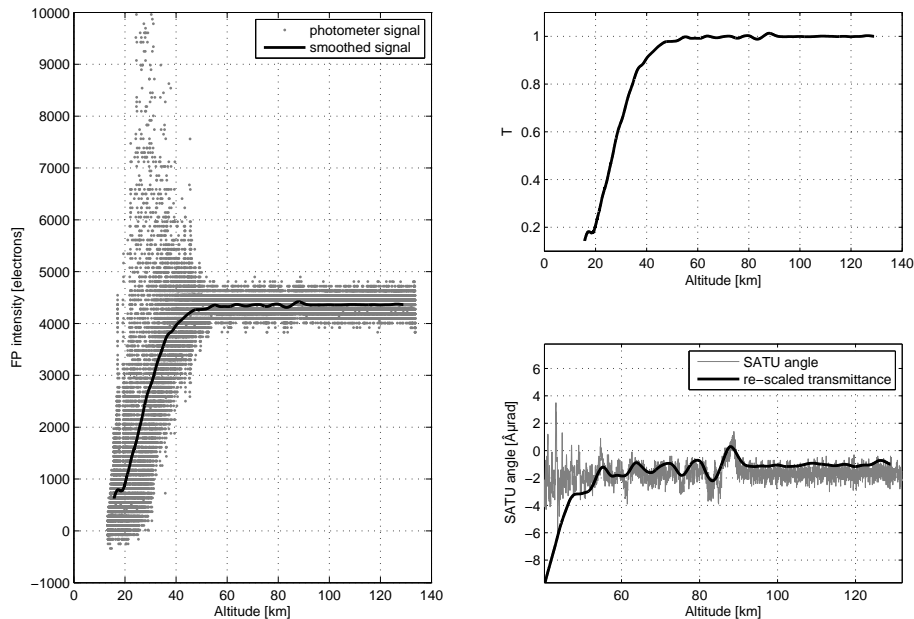 photometer signal
smoothed signal
10000
9000
8000
7000
6000
5000
4000
3000
2000
1000
0
−1000
FP intensity [electrons]
0 20 40 60 80 100 120 140
Altitude [km]
1
0.8
0.6
0.4
0.2
T
0 20 40 60 80 100 120 140
Altitude [km]
SATU angle
re−scaled transmittance
6
4
2
0
−2
−4
−6
−8
SATU angle [Âµrad]
60 80 100 120
Altitude [km]